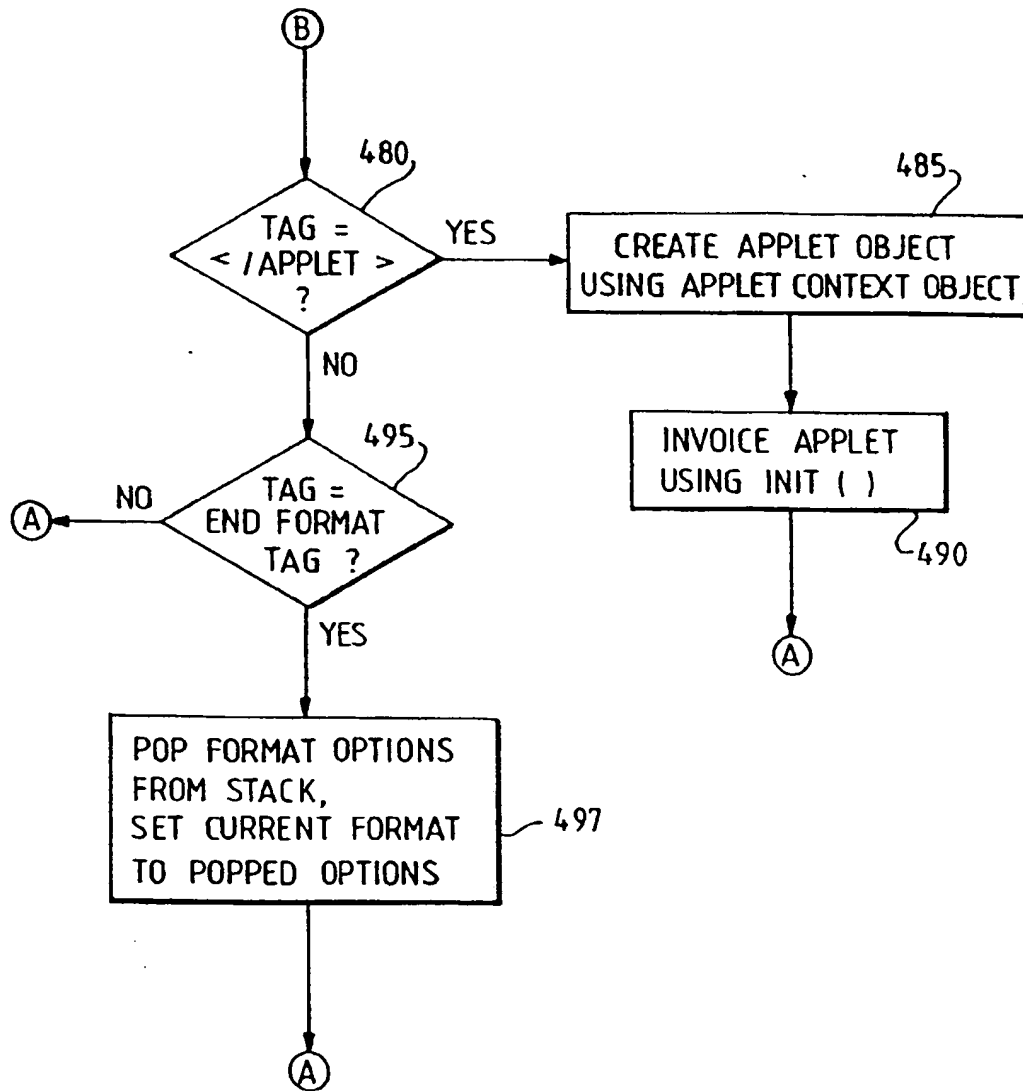 B
480
TAG =
< /APPLET >
?
YES
485
CREATE APPLET OBJECT
USING APPLET CONTEXT OBJECT
NO
INVOICE APPLET
USING INIT ( )
490
A
495
TAG =
END FORMAT
TAG ?
NO
A
YES
POP FORMAT OPTIONS
FROM STACK,
SET CURRENT FORMAT
TO POPPED OPTIONS
497
A